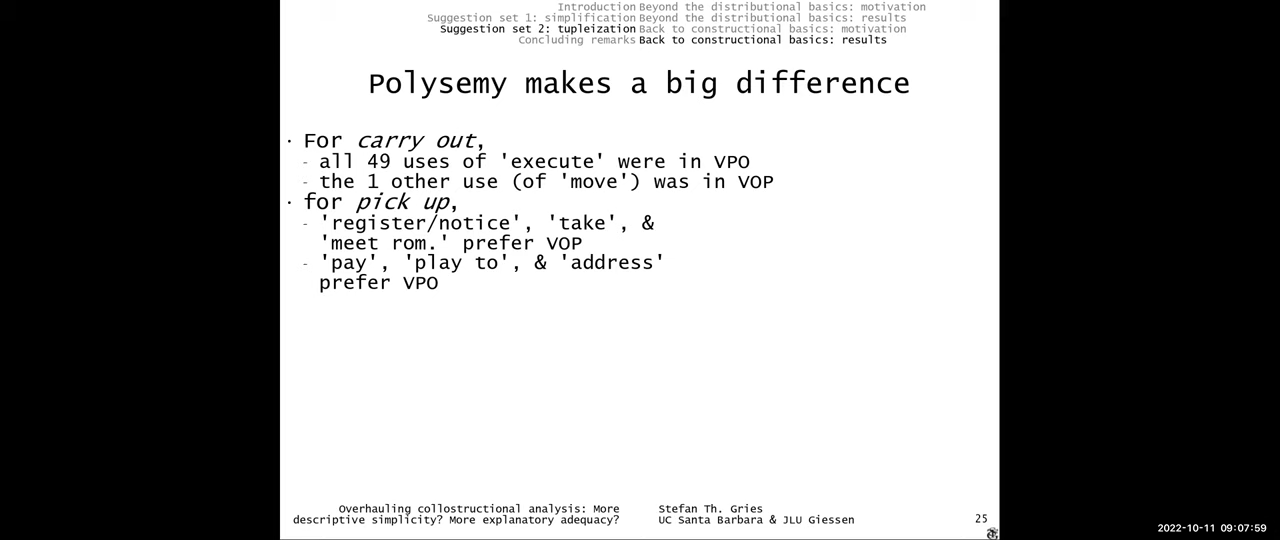 Introduction Beyond the distributional basics: motivation
Suggestion set 1: simplification Beyond the distributional basics: results
Suggestion set 2: tupleization Back to constructional basics: motivation
Concluding remarks Back to constructional basics: results
Polysemy makes a big difference
· For carry out,
- all 49 uses of 'execute' were in VPO
- the 1 other use (of 'move') was in VOP
· for pick up,
- 'register/notice', 'take', &
'meet rom.' prefer VOP
- 'pay', 'play to', & 'address'
prefer VPO
Overhauling collostructional analysis: More
descriptive simplicity? More explanatory adequacy?
Stefan Th. Gries
UC Santa Barbara & JLU Giessen
25
2022-10-11 09:07:59